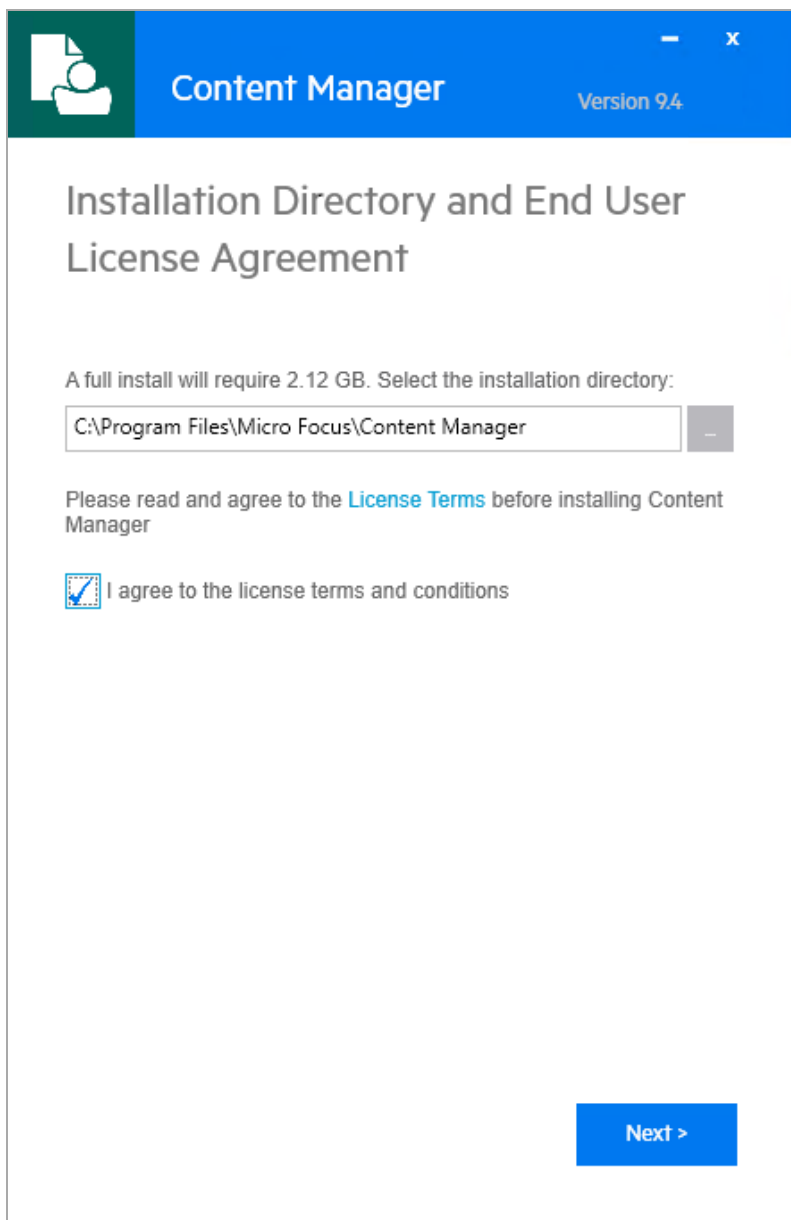 x
Content Manager
Version 9.4
Installation Directory and End User
License Agreement
A full install will require 2.12 GB. Select the installation directory:
C:\Program Files\Micro Focus\Content Manager
...
Please read and agree to the License Terms before installing Content
Manager
I agree to the license terms and conditions
Next >